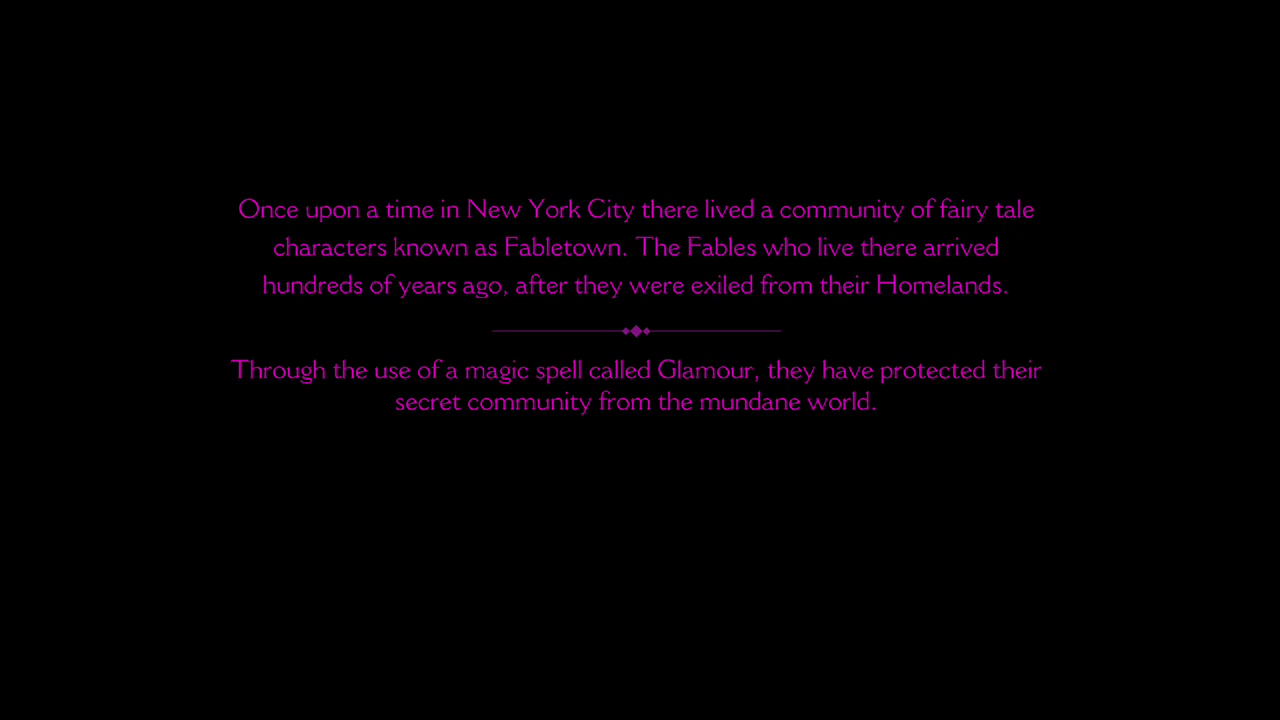 Once upon a time in New York City there lived a community of fairy tale
characters known as Fabletown. The Fables who live there arrived
hundreds of years ago, after they were exiled from their Homelands.
Through the use of a magic spell called Glamour, they have protected their
secret community from the mundane world.